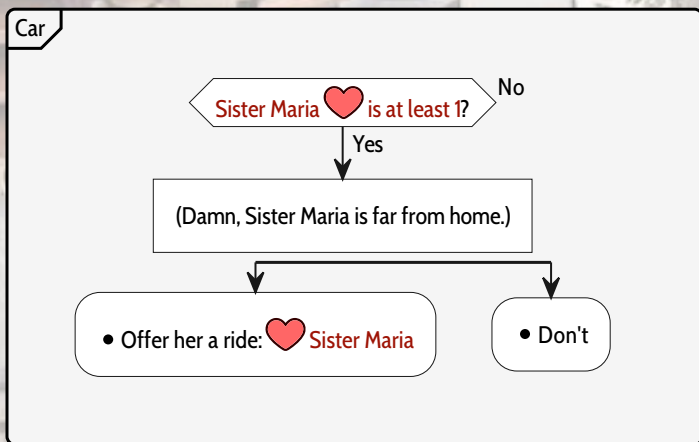 Car
Sister Maria ❤ is at least 1?
No
Yes
(Damn, Sister Maria is far from home.)
• Offer her a ride: ❤ Sister Maria
• Don't